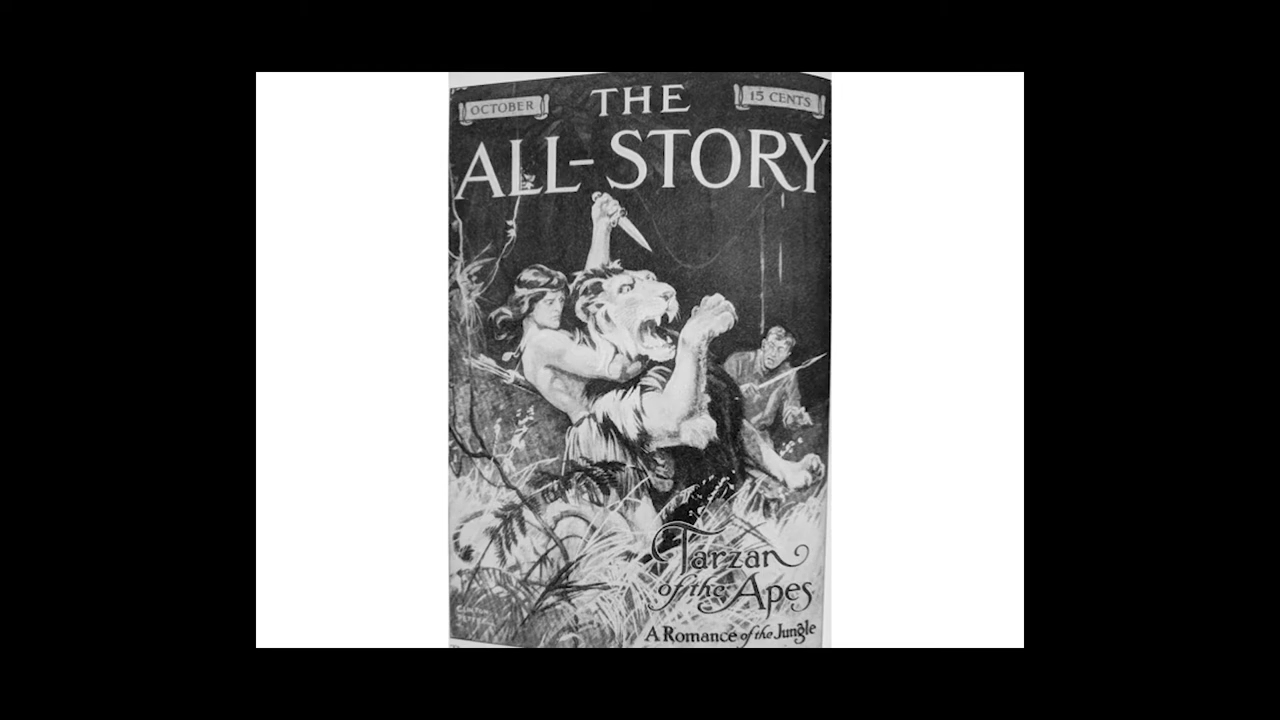 OCTOBER
THE
15 CENTS
ALL-STORY
Tarzan
of the Apes
A Romance of the Jungle